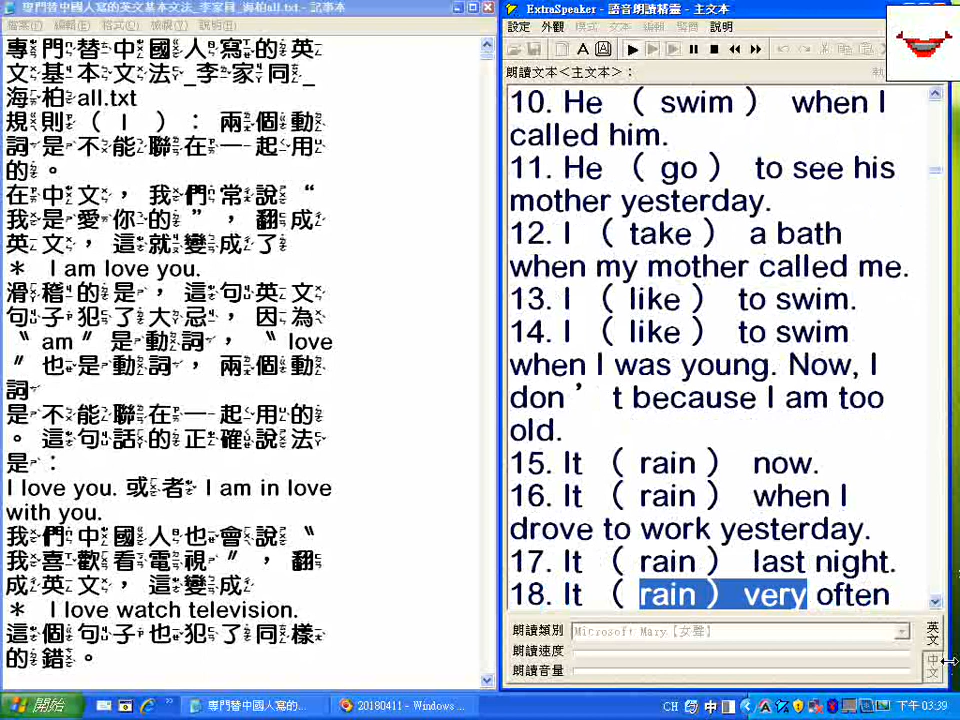 專門替中國人寫的英文基本文法_李家同_海柏all.txt - 記事本
檔案(F) 編輯(E) 格式(O) 檢視(V) 說明(H)
專門替中國人寫的英
文基本文法_李家同_
海柏all.txt
規則（1）：兩個動
詞是不能聯在一起用
的。
在中文，我們常說“
我是愛你的”，翻成
英文，這就變成了
＊ I am love you.
滑稽的是，這句英文
句子犯了大忌，因為
〝am〞是動詞，〝love
〞也是動詞，兩個動
詞
是不能聯在一起用的
。這句話的正確說法
是：
I love you. 或者 I am in love
with you.
我們中國人也會說〝
我喜歡看電視〞，翻
成英文，這變成
＊ I love watch television.
這個句子也犯了同樣
的錯。
ExtraSpeaker - 語音朗讀精靈 - 主文本
設定 外觀 模式 文本 編輯 視窗 說明
朗讀文本<主文本>：
10. He （ swim ） when I
called him.
11. He （ go ） to see his
mother yesterday.
12. I （ take ） a bath
when my mother called me.
13. I （ like ） to swim.
14. I （ like ） to swim
when I was young. Now, I
don’t because I am too
old.
15. It （ rain ） now.
16. It （ rain ） when I
drove to work yesterday.
17. It （ rain ） last night.
18. It （ rain ） very often
朗讀類別 Microsoft Mary【女聲】
朗讀速度
朗讀音量
英文
中文
開始
專門替中國人寫的...
20180411 - Windows ...
CH 中
下午 03:39